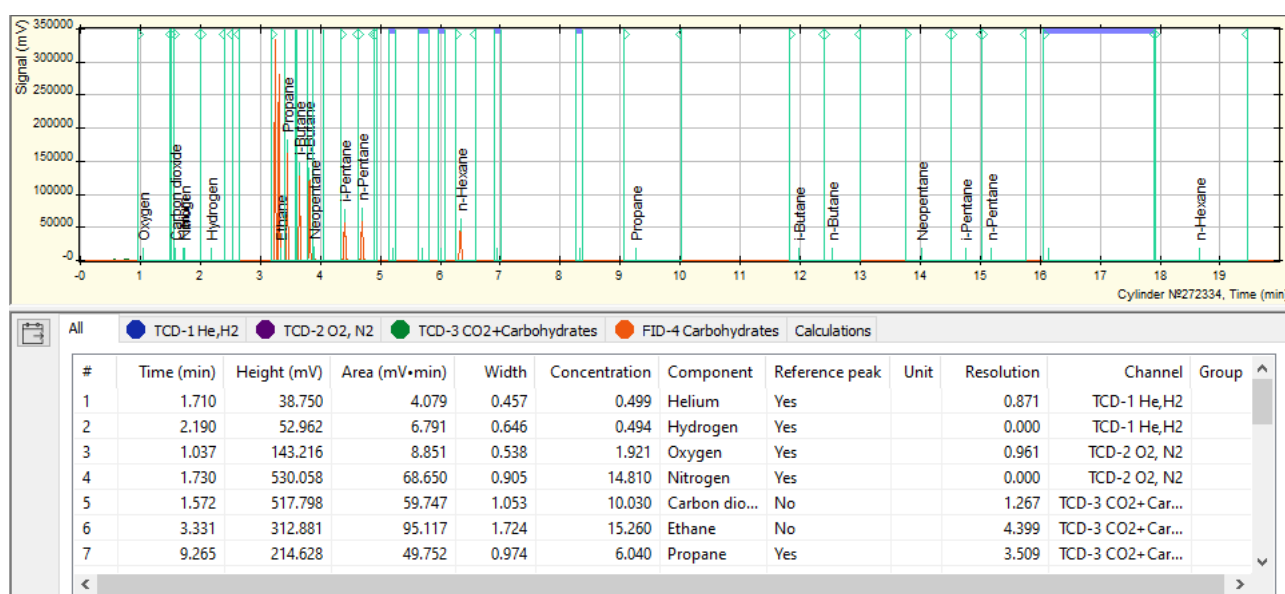 Signal (mV)
350000
300000
250000
200000
150000
100000
50000
-0
Oxygen
Carbon dioxide
Hydrogen
Ethane
Propane
i-Butane
n-Butane
Neopentane
i-Pentane
n-Pentane
n-Hexane
Propane
i-Butane
n-Butane
Neopentane
i-Pentane
n-Pentane
n-Hexane
-0 1 2 3 4 5 6 7 8 9 10 11 12 13 14 15 16 17 18 19
Cylinder №272334, Time (min)
All TCD-1 He,H2 TCD-2 O2, N2 TCD-3 CO2+Carbohydrates FID-4 Carbohydrates Calculations
# Time (min) Height (mV) Area (mV•min) Width Concentration Component Reference peak Unit Resolution Channel Group
1 1.710 38.750 4.079 0.457 0.499 Helium Yes 0.871 TCD-1 He,H2
2 2.190 52.962 6.791 0.646 0.494 Hydrogen Yes 0.000 TCD-1 He,H2
3 1.037 143.216 8.851 0.538 1.921 Oxygen Yes 0.961 TCD-2 O2, N2
4 1.730 530.058 68.650 0.905 14.810 Nitrogen Yes 0.000 TCD-2 O2, N2
5 1.572 517.798 59.747 1.053 10.030 Carbon dio... No 1.267 TCD-3 CO2+Car...
6 3.331 312.881 95.117 1.724 15.260 Ethane No 4.399 TCD-3 CO2+Car...
7 9.265 214.628 49.752 0.974 6.040 Propane Yes 3.509 TCD-3 CO2+Car...